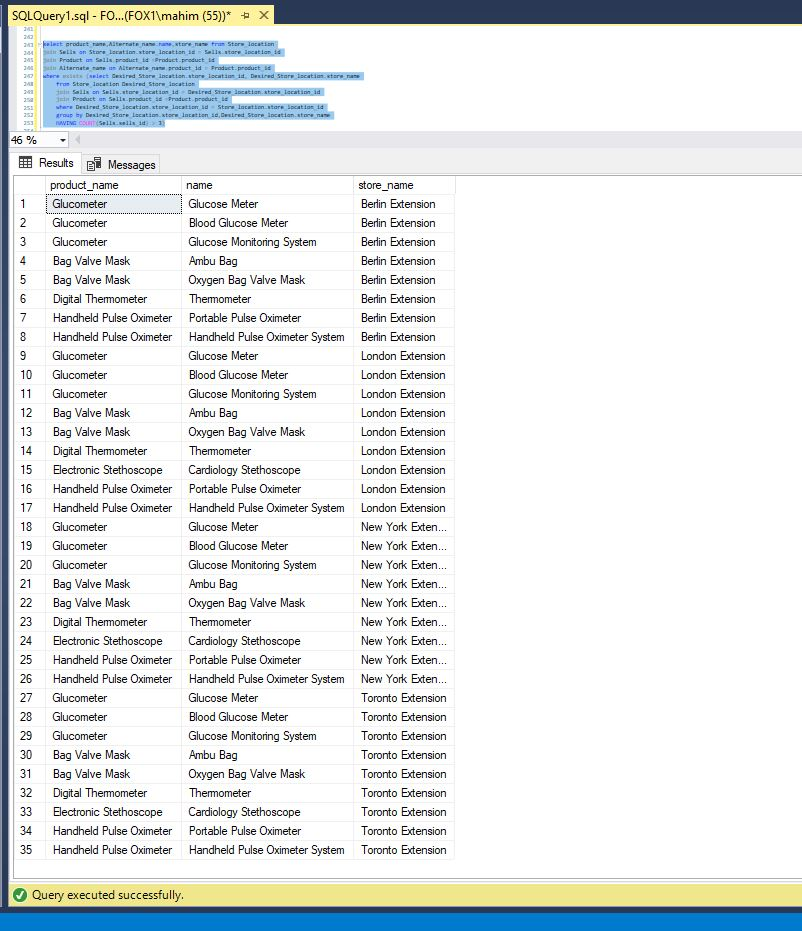 SQLQuery1.sql - FO...(FOX1\mahim (55))*
241
242
243 select product_name,Alternate_name.name,store_name from Store_location
244 join Sells on Store_location.store_location_id = Sells.store_location_id
245 join Product on Sells.product_id =Product.product_id
246 join Alternate_name on Alternate_name.product_id = Product.product_id
247 where exists (select Desired_Store_location.store_location_id, Desired_Store_location.store_name
248 from Store_location Desired_Store_location
249 join Sells on Sells.store_location_id = Desired_Store_location.store_location_id
250 join Product on Sells.product_id =Product.product_id
251 where Desired_Store_location.store_location_id = Store_location.store_location_id
252 group by Desired_Store_location.store_location_id,Desired_Store_location.store_name
253 HAVING COUNT(Sells.sells_id) > 3)
46 %
Results Messages
product_name name store_name
1 Glucometer Glucose Meter Berlin Extension
2 Glucometer Blood Glucose Meter Berlin Extension
3 Glucometer Glucose Monitoring System Berlin Extension
4 Bag Valve Mask Ambu Bag Berlin Extension
5 Bag Valve Mask Oxygen Bag Valve Mask Berlin Extension
6 Digital Thermometer Thermometer Berlin Extension
7 Handheld Pulse Oximeter Portable Pulse Oximeter Berlin Extension
8 Handheld Pulse Oximeter Handheld Pulse Oximeter System Berlin Extension
9 Glucometer Glucose Meter London Extension
10 Glucometer Blood Glucose Meter London Extension
11 Glucometer Glucose Monitoring System London Extension
12 Bag Valve Mask Ambu Bag London Extension
13 Bag Valve Mask Oxygen Bag Valve Mask London Extension
14 Digital Thermometer Thermometer London Extension
15 Electronic Stethoscope Cardiology Stethoscope London Extension
16 Handheld Pulse Oximeter Portable Pulse Oximeter London Extension
17 Handheld Pulse Oximeter Handheld Pulse Oximeter System London Extension
18 Glucometer Glucose Meter New York Exten...
19 Glucometer Blood Glucose Meter New York Exten...
20 Glucometer Glucose Monitoring System New York Exten...
21 Bag Valve Mask Ambu Bag New York Exten...
22 Bag Valve Mask Oxygen Bag Valve Mask New York Exten...
23 Digital Thermometer Thermometer New York Exten...
24 Electronic Stethoscope Cardiology Stethoscope New York Exten...
25 Handheld Pulse Oximeter Portable Pulse Oximeter New York Exten...
26 Handheld Pulse Oximeter Handheld Pulse Oximeter System New York Exten...
27 Glucometer Glucose Meter Toronto Extension
28 Glucometer Blood Glucose Meter Toronto Extension
29 Glucometer Glucose Monitoring System Toronto Extension
30 Bag Valve Mask Ambu Bag Toronto Extension
31 Bag Valve Mask Oxygen Bag Valve Mask Toronto Extension
32 Digital Thermometer Thermometer Toronto Extension
33 Electronic Stethoscope Cardiology Stethoscope Toronto Extension
34 Handheld Pulse Oximeter Portable Pulse Oximeter Toronto Extension
35 Handheld Pulse Oximeter Handheld Pulse Oximeter System Toronto Extension
Query executed successfully.